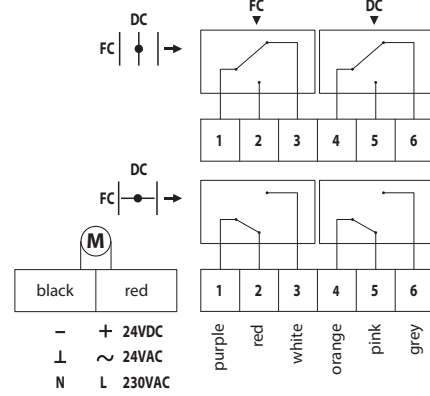 FC DC
DC
FC
1 2 3 4 5 6
DC
FC
M
black red
1 2 3 4 5 6
− + 24VDC
⊥ ~ 24VAC
N L 230VAC
purple
red
white
orange
pink
grey